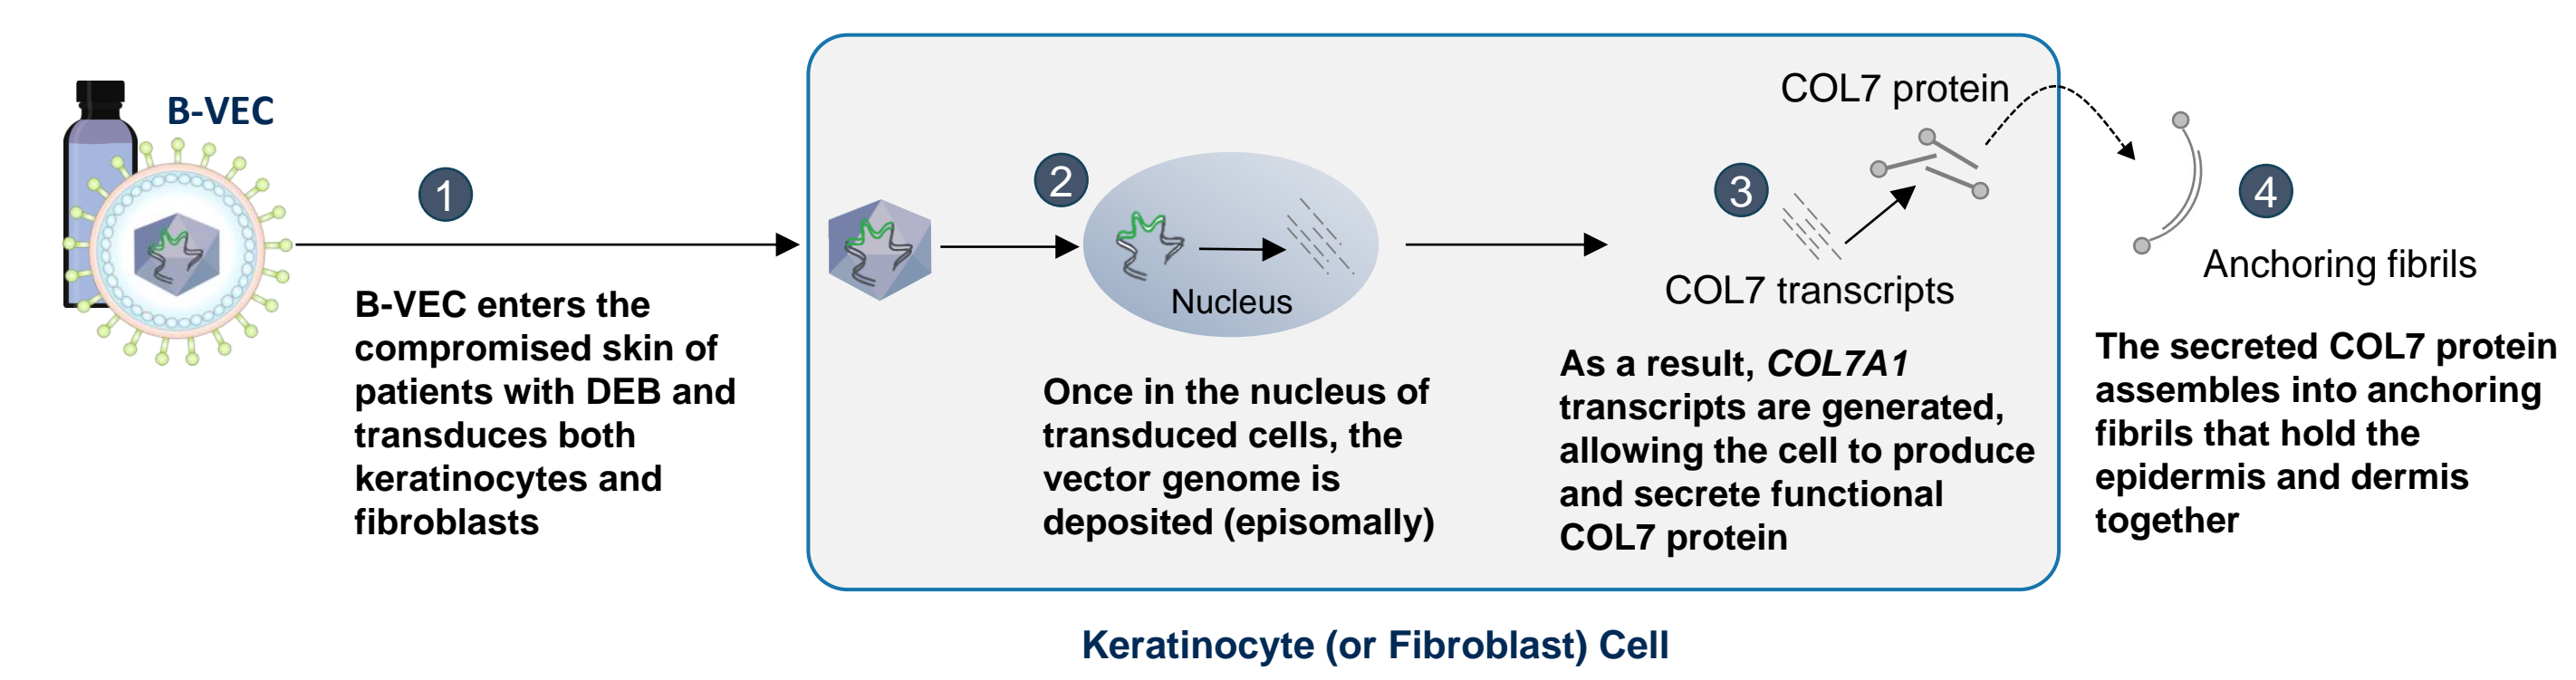 B-VEC
1
B-VEC enters the
compromised skin of
patients with DEB and
transduces both
keratinocytes and
fibroblasts
2
Nucleus
Once in the nucleus of
transduced cells, the
vector genome is
deposited (episomally)
COL7 protein
3
COL7 transcripts
As a result, COL7A1
transcripts are generated,
allowing the cell to produce
and secrete functional
COL7 protein
4
Anchoring fibrils
The secreted COL7 protein
assembles into anchoring
fibrils that hold the
epidermis and dermis
together
Keratinocyte (or Fibroblast) Cell